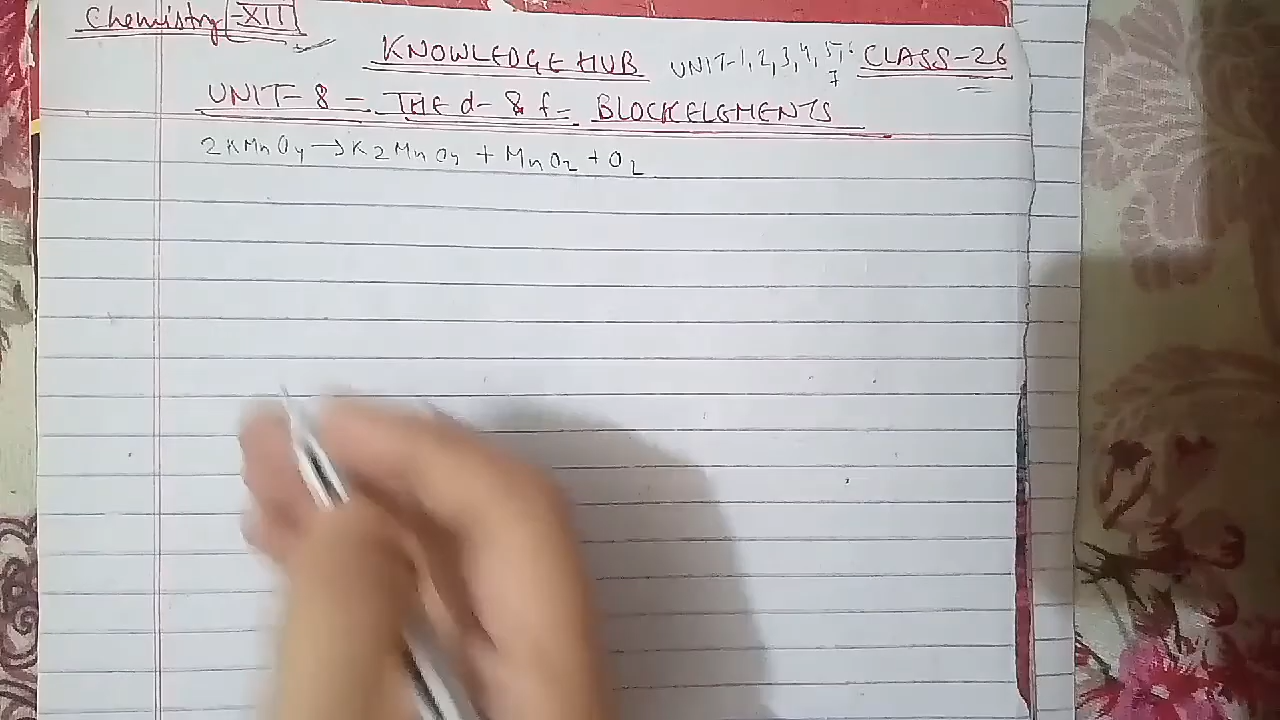 Chemistry-XII
KNOWLEDGE HUB UNIT-1,2,3,4,5,6 CLASS-26
7
UNIT-8 = THE d- & f= BLOCK ELEMENTS
2KMnO4 → K2MnO4 + MnO2 + O2